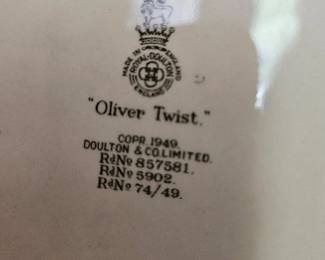 MADE IN ENGLAND
ROYAL DOULTON
ENGLAND
"Oliver Twist."
COPR. 1949.
DOULTON & CO. LIMITED.
RdNo 857581.
RdNo 5902.
RdNo 74/49.